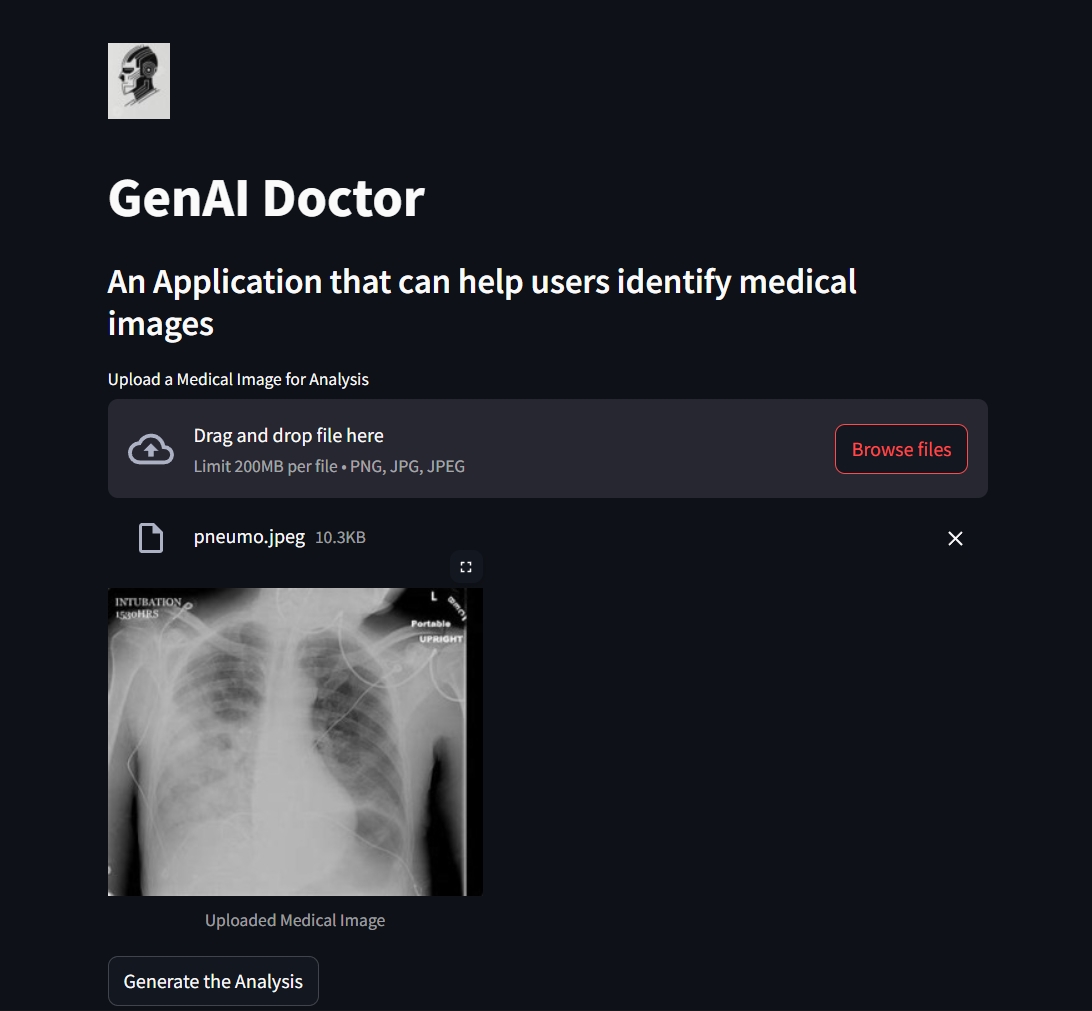 GenAI Doctor
An Application that can help users identify medical
images
Upload a Medical Image for Analysis
Drag and drop file here
Limit 200MB per file • PNG, JPG, JPEG
Browse files
pneumo.jpeg 10.3KB
INTUBATION
1530HRS
L
Portable
UPRIGHT
Uploaded Medical Image
Generate the Analysis